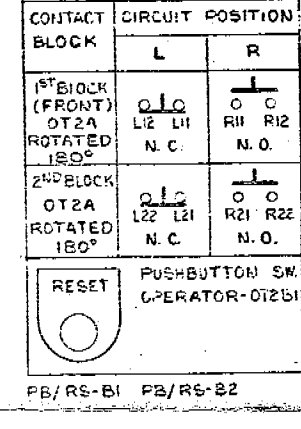 CONTACT BLOCK
CIRCUIT POSITION
L R
1ST BLOCK
(FRONT)
OT2A
ROTATED
180°
L12 L11
N. C.
R11 R12
N. O.
2ND BLOCK
OT2A
ROTATED
180°
L22 L21
N. C.
R21 R22
N. O.
RESET
PUSHBUTTON SW.
OPERATOR-OT2B1
PB/RS-B1 PB/RS-B2